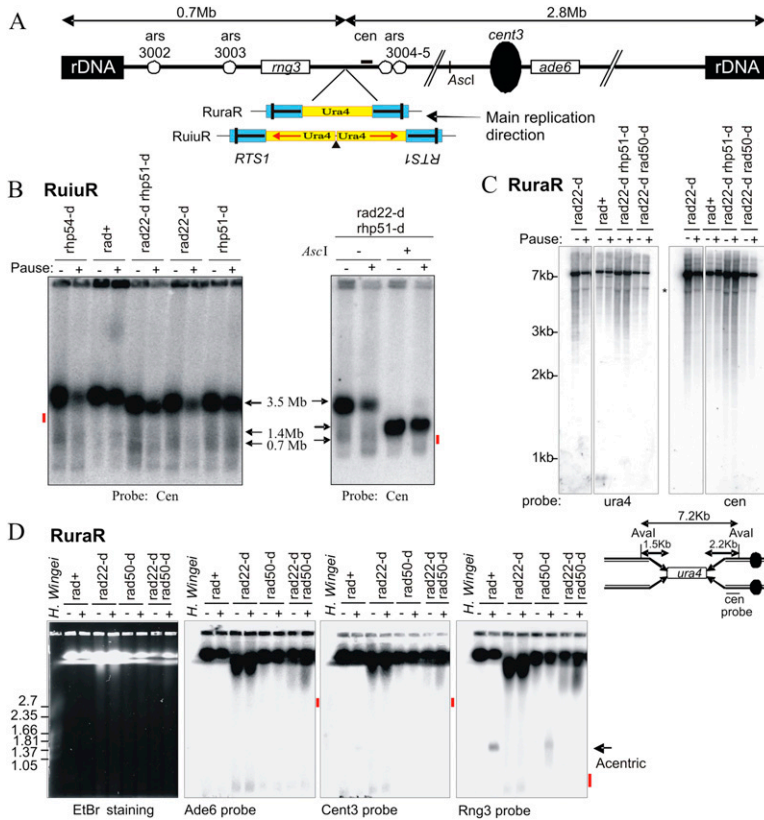 A
0.7Mb
2.8Mb
ars
3002
ars
3003
cen
ars
3004-5
cent3
rDNA
rng3
AscI
ade6
rDNA
RuraR
Ura4
Main replication
direction
RuiuR
Ura4 Ura4
RTS1
RTS1
B
RuiuR
rhp54-d
rad+
rad22-d rhp51-d
rad22-d
rhp51-d
Pause: - + - + - + - + - +
rad22-d
rhp51-d
AscI - +
- + - +
3.5 Mb
1.4Mb
0.7 Mb
Probe: Cen
Probe: Cen
C
RuraR
rad22-d
rad+
rad22-d rhp51-d
rad22-d rad50-d
rad22-d
rad+
rad22-d rhp51-d
rad22-d rad50-d
Pause: - + - + - + - + - + - + - + - +
7kb
*
3kb
2kb
1kb
probe: ura4 cen
7.2Kb
AvaI AvaI
1.5Kb 2.2Kb
ura4
cen
probe
D
RuraR
H. Wingei
rad+
rad22-d
rad50-d
rad22-d
rad50-d
- + - + - + - +
H. Wingei
rad+
rad22-d
rad50-d
rad22-d
rad50-d
- + - + - + - +
H. Wingei
rad+
rad22-d
rad50-d
rad22-d
rad50-d
- + - + - + - +
H. Wingei
rad+
rad22-d
rad50-d
rad22-d
rad50-d
- + - + - + - +
2.7
2.35
1.66
1.81
1.37
1.05
Acentric
EtBr staining
Ade6 probe
Cent3 probe
Rng3 probe